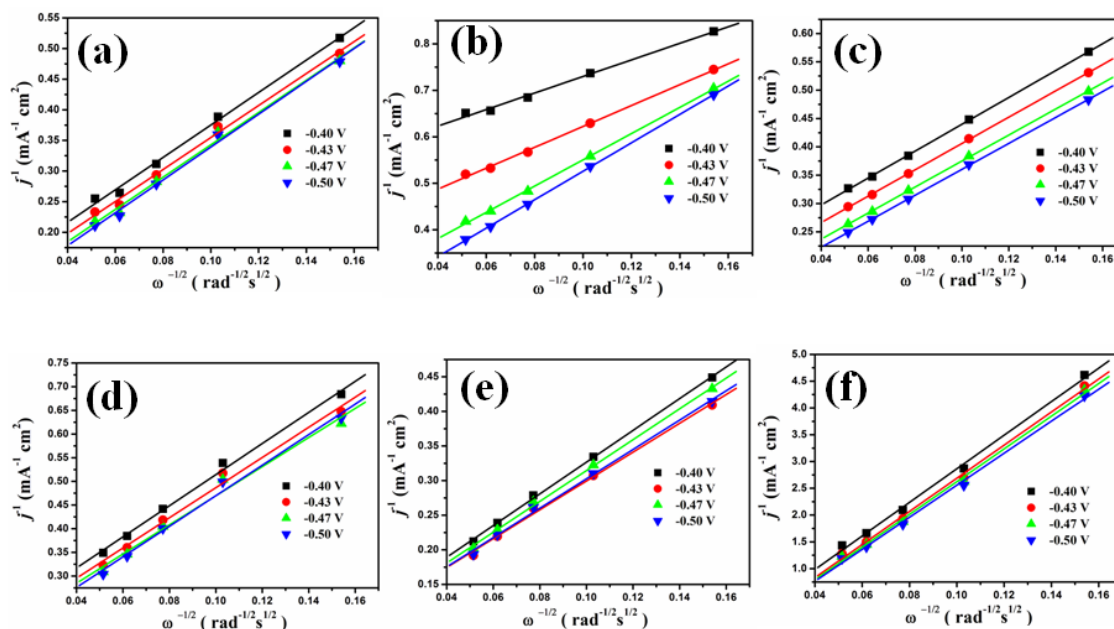 (a)
j⁻¹ (mA⁻¹ cm²)
0.55
0.50
0.45
0.40
0.35
0.30
0.25
0.20
-0.40 V
-0.43 V
-0.47 V
-0.50 V
0.04 0.06 0.08 0.10 0.12 0.14 0.16
ω⁻¹/² ( rad⁻¹/²s¹/²)
(b)
j⁻¹ (mA⁻¹ cm²)
0.8
0.7
0.6
0.5
0.4
-0.40 V
-0.43 V
-0.47 V
-0.50 V
0.04 0.06 0.08 0.10 0.12 0.14 0.16
ω⁻¹/² ( rad⁻¹/²s¹/²)
(c)
j⁻¹ (mA⁻¹ cm²)
0.60
0.55
0.50
0.45
0.40
0.35
0.30
0.25
-0.40 V
-0.43 V
-0.47 V
-0.50 V
0.04 0.06 0.08 0.10 0.12 0.14 0.16
ω⁻¹/² ( rad⁻¹/²s¹/²)
(d)
j⁻¹ (mA⁻¹ cm²)
0.75
0.70
0.65
0.60
0.55
0.50
0.45
0.40
0.35
0.30
-0.40 V
-0.43 V
-0.47 V
-0.50 V
0.04 0.06 0.08 0.10 0.12 0.14 0.16
ω⁻¹/² ( rad⁻¹/²s¹/²)
(e)
j⁻¹ (mA⁻¹ cm²)
0.45
0.40
0.35
0.30
0.25
0.20
0.15
-0.40 V
-0.43 V
-0.47 V
-0.50 V
0.04 0.06 0.08 0.10 0.12 0.14 0.16
ω⁻¹/² ( rad⁻¹/²s¹/²)
(f)
j⁻¹ (mA⁻¹ cm²)
5.0
4.5
4.0
3.5
3.0
2.5
2.0
1.5
1.0
-0.40 V
-0.43 V
-0.47 V
-0.50 V
0.04 0.06 0.08 0.10 0.12 0.14 0.16
ω⁻¹/² ( rad⁻¹/²s¹/²)